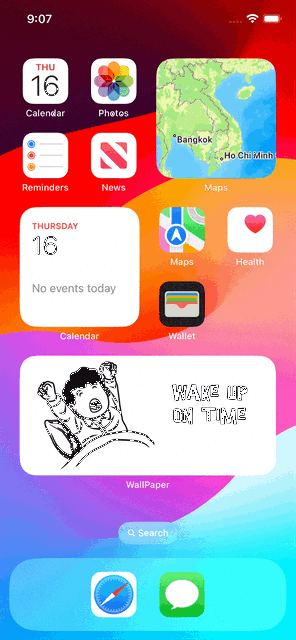 9:07
THU
16
Calendar
Photos
Bangkok
Ho Chi Minh
Reminders
News
Maps
THURSDAY
16
No events today
Calendar
Maps
Health
Wallet
WAKE UP
ON TIME
WallPaper
Search